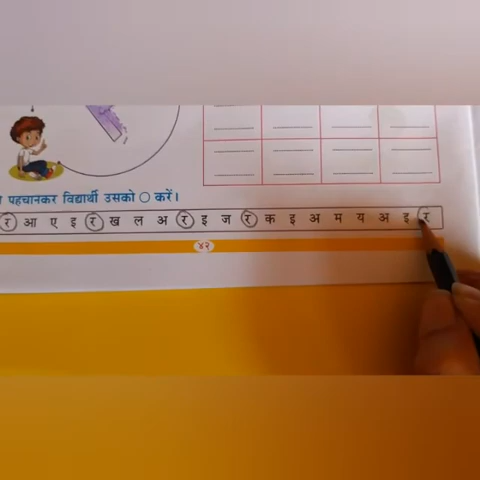 पहचानकर विद्यार्थी उसको ○ करें।
र आ ए इ र ख ल अ र इ ज र क इ अ म य अ इ र
४२